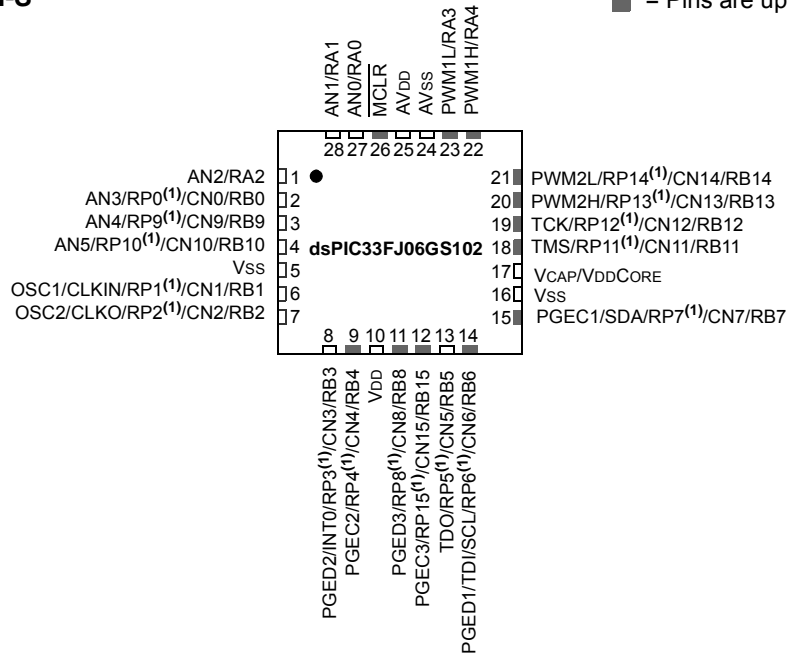 = Pins are up
AN1/RA1
AN0/RA0
MCLR
AVDD
AVSS
PWM1L/RA3
PWM1H/RA4
28 27 26 25 24 23 22
AN2/RA2
AN3/RP0(1)/CN0/RB0
AN4/RP9(1)/CN9/RB9
AN5/RP10(1)/CN10/RB10
VSS
OSC1/CLKIN/RP1(1)/CN1/RB1
OSC2/CLKO/RP2(1)/CN2/RB2
1
2
3
4
5
6
7
dsPIC33FJ06GS102
21 PWM2L/RP14(1)/CN14/RB14
20 PWM2H/RP13(1)/CN13/RB13
19 TCK/RP12(1)/CN12/RB12
18 TMS/RP11(1)/CN11/RB11
17 VCAP/VDDCORE
16 VSS
15 PGEC1/SDA/RP7(1)/CN7/RB7
8 9 10 11 12 13 14
PGED2/INT0/RP3(1)/CN3/RB3
PGEC2/RP4(1)/CN4/RB4
VDD
PGED3/RP8(1)/CN8/RB8
PGEC3/RP15(1)/CN15/RB15
TDO/RP5(1)/CN5/RB5
PGED1/TDI/SCL/RP6(1)/CN6/RB6